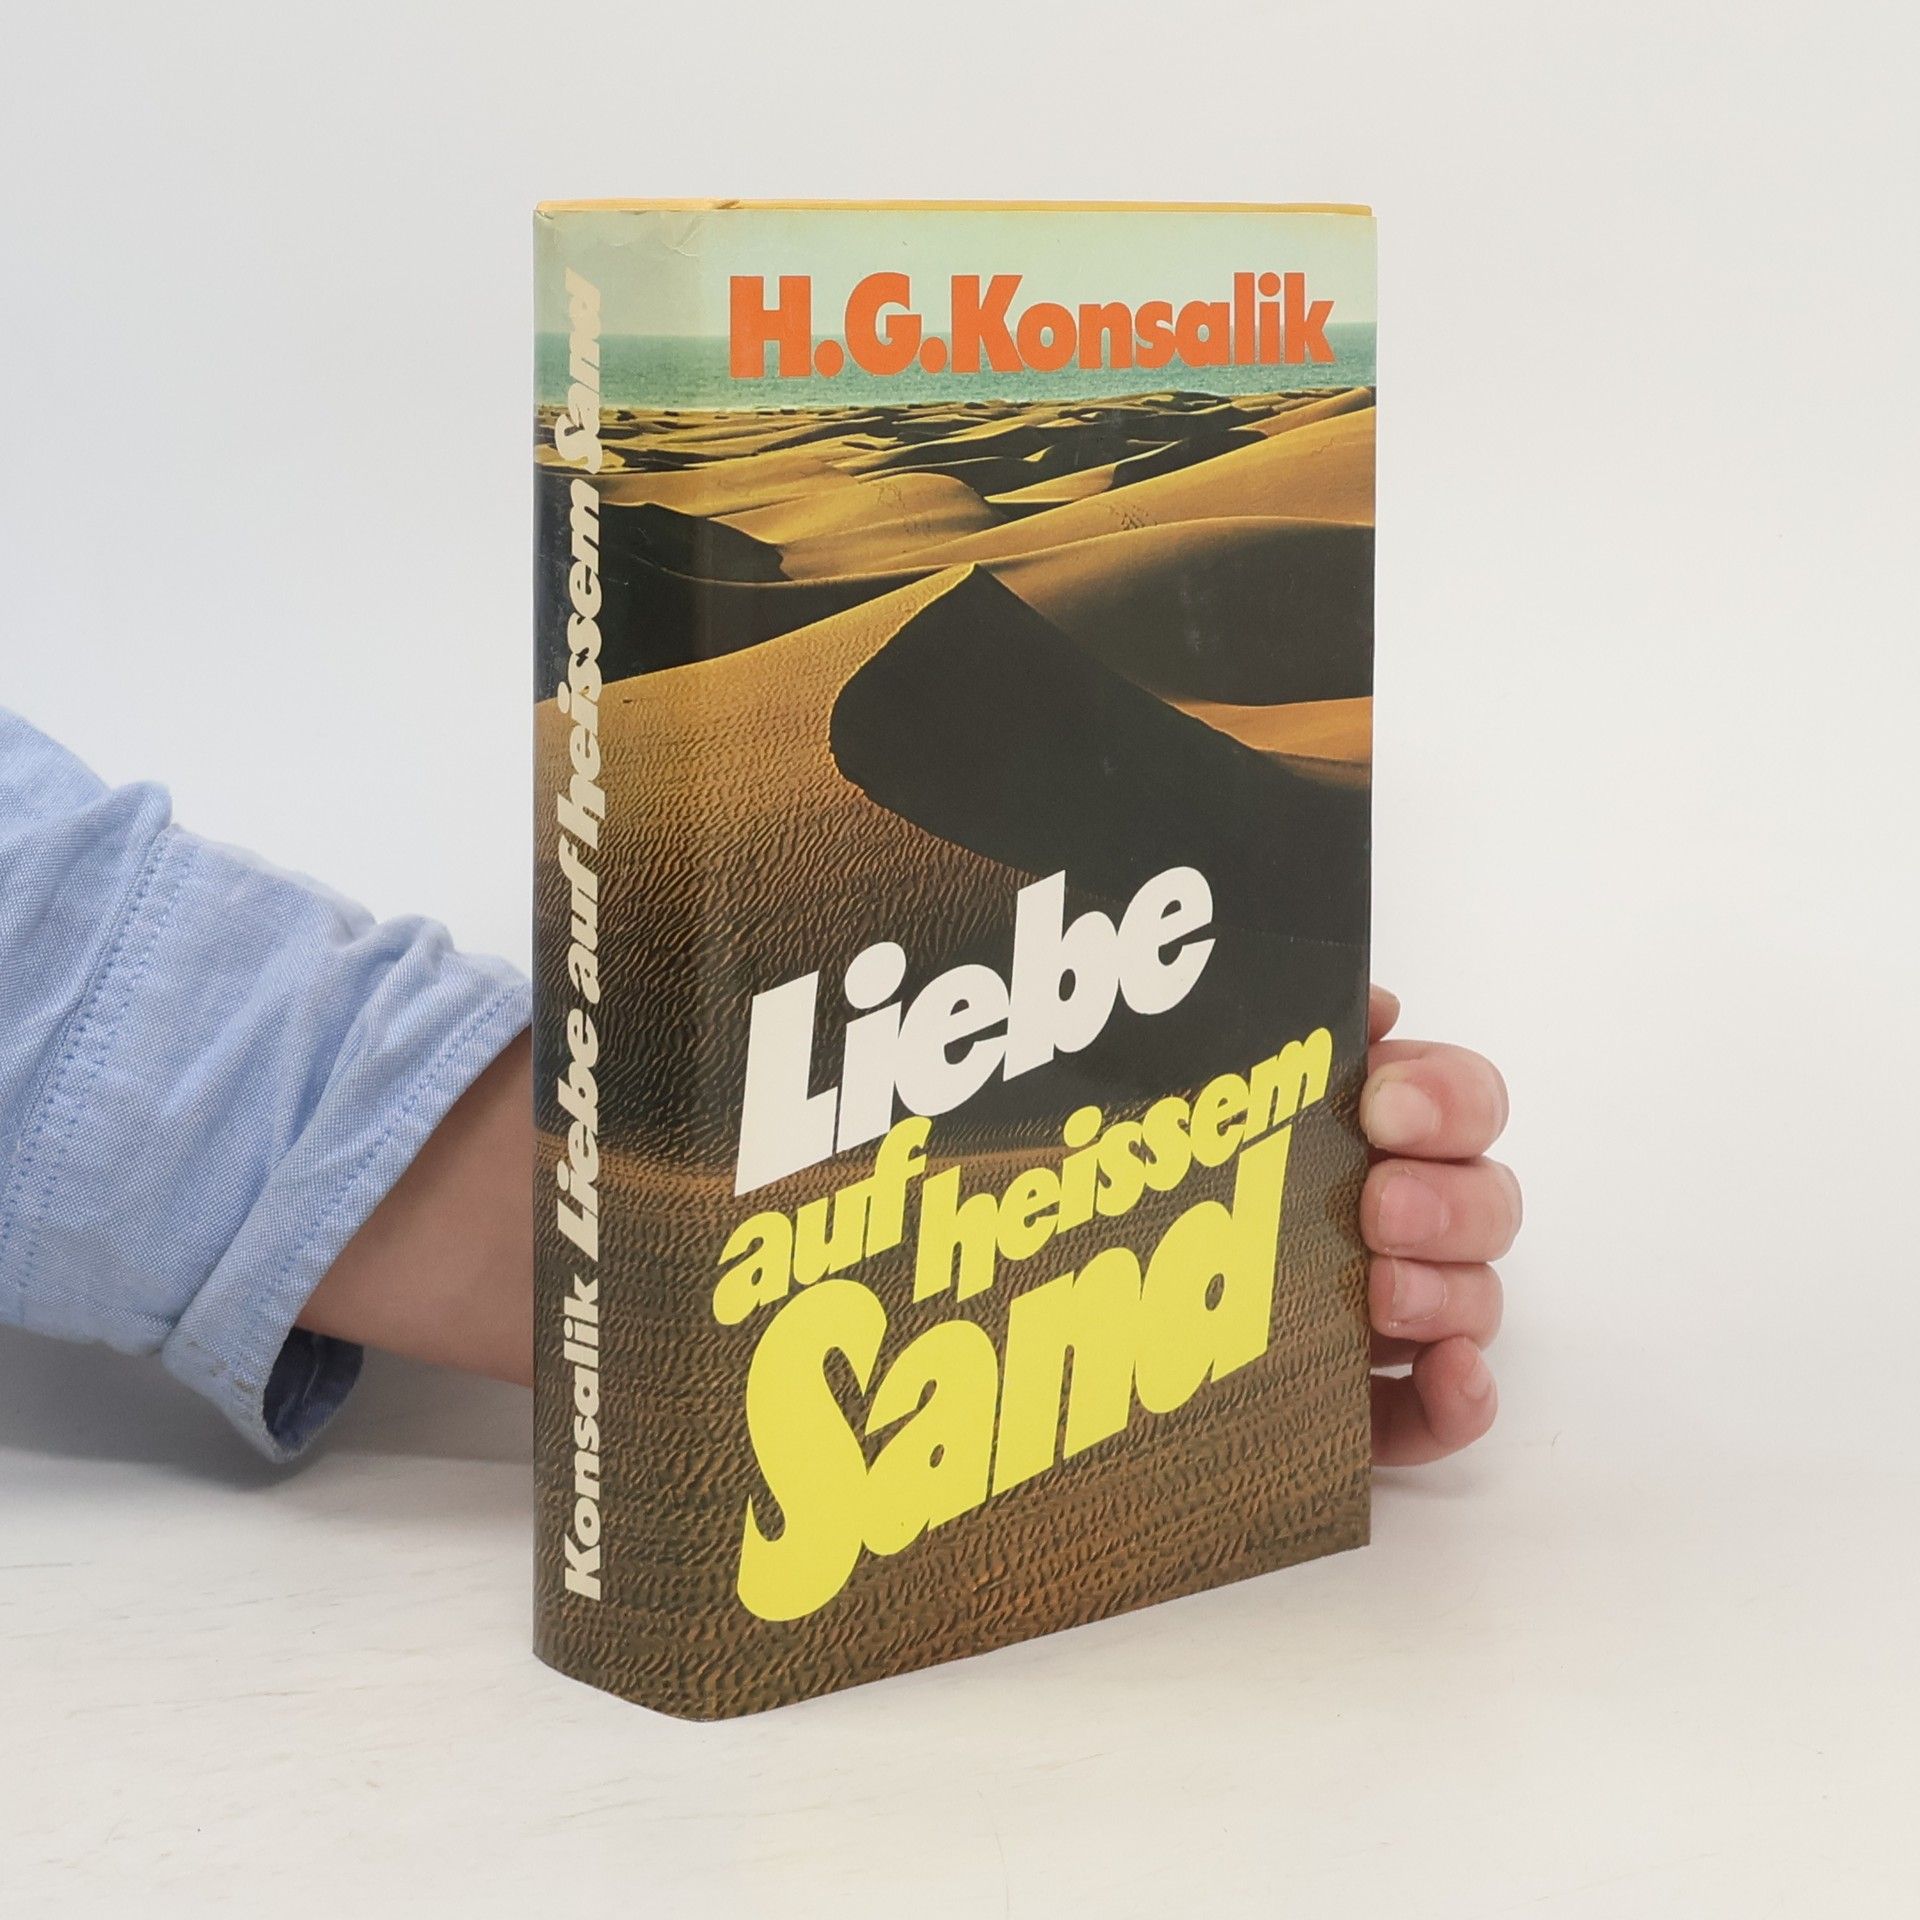 H.G.Konsalik
Liebe
auf heissem
Sand
Konsalik Liebe auf heissem Sand